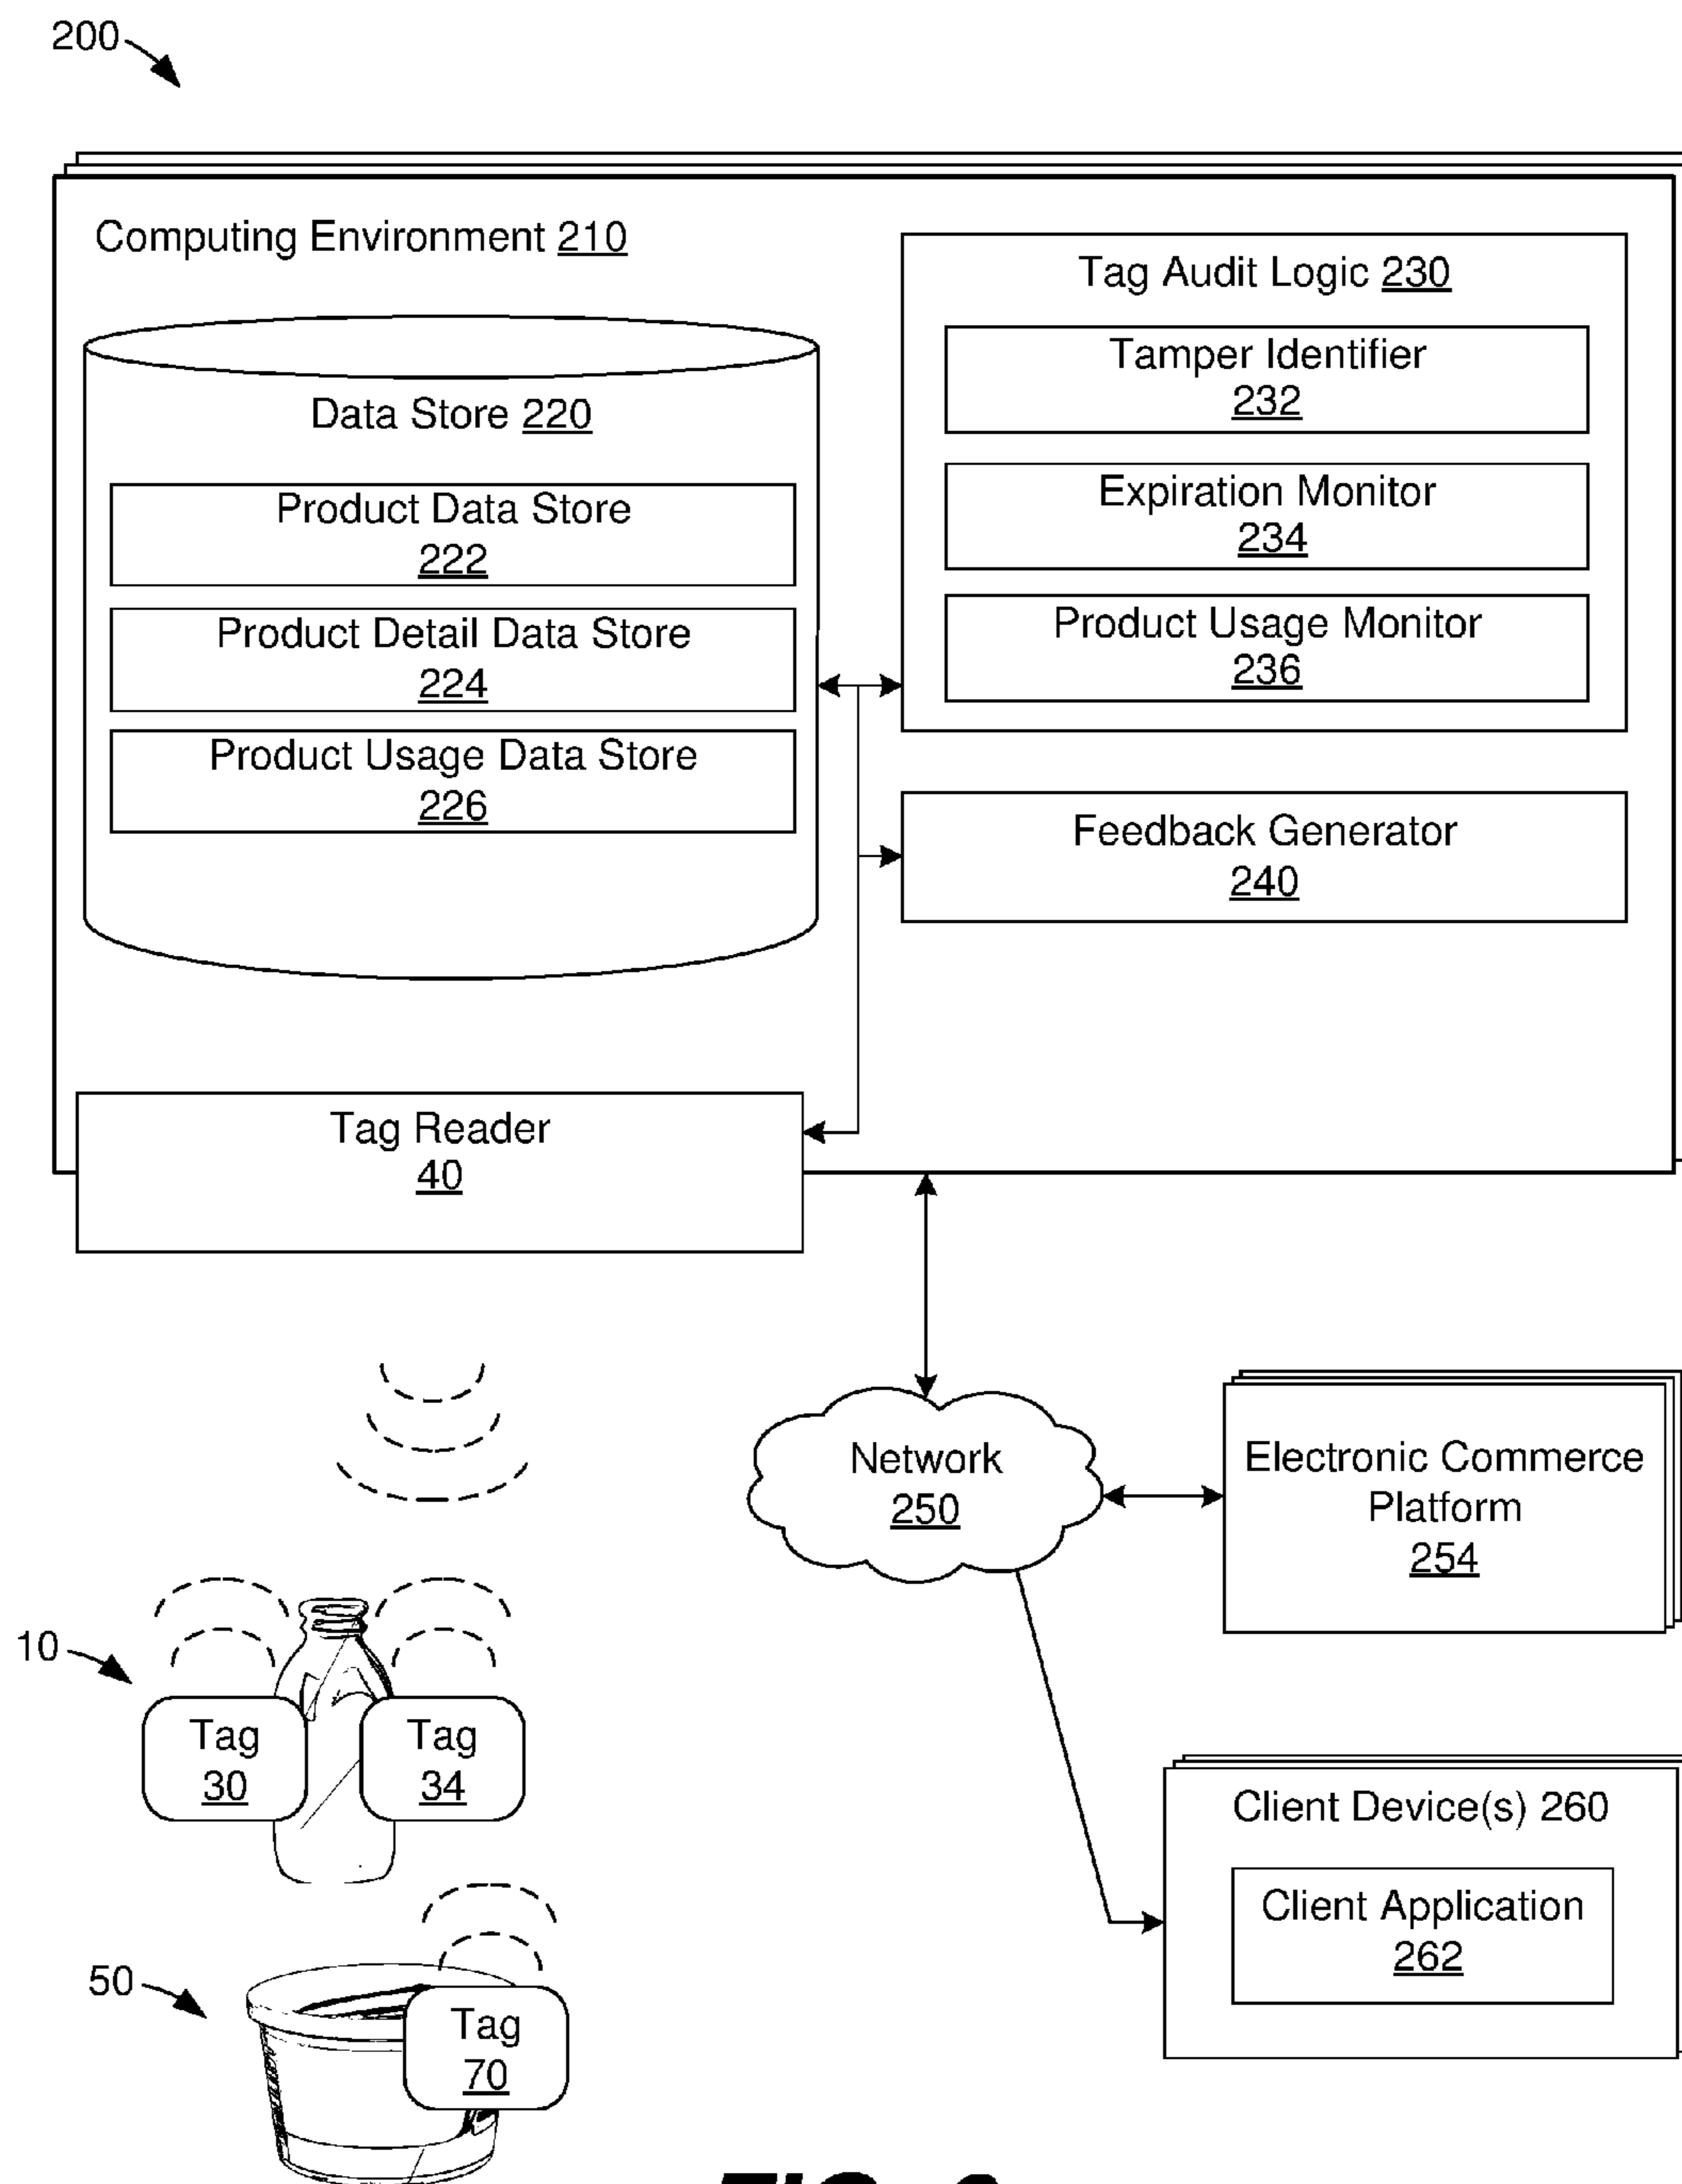 200
Computing Environment 210
Data Store 220
Product Data Store
222
Product Detail Data Store
224
Product Usage Data Store
226
Tag Audit Logic 230
Tamper Identifier
232
Expiration Monitor
234
Product Usage Monitor
236
Feedback Generator
240
Tag Reader
40
Network
250
Electronic Commerce
Platform
254
10
Tag
30
Tag
34
Client Device(s) 260
Client Application
262
50
Tag
70